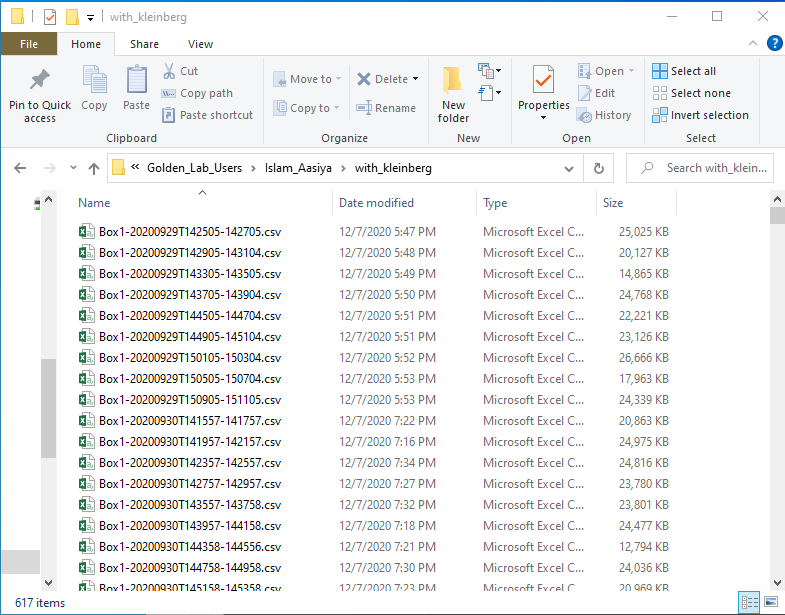 with_kleinberg
File Home Share View
Pin to Quick access
Copy
Paste
Cut
Copy path
Paste shortcut
Clipboard
Move to
Copy to
Delete
Rename
Organize
New folder
New
Properties
Open
Edit
History
Open
Select all
Select none
Invert selection
Select
« Golden_Lab_Users › Islam_Aasiya › with_kleinberg
Search with_klein...
Name Date modified Type Size
Box1-20200929T142505-142705.csv 12/7/2020 5:47 PM Microsoft Excel C... 25,025 KB
Box1-20200929T142905-143104.csv 12/7/2020 5:48 PM Microsoft Excel C... 20,127 KB
Box1-20200929T143305-143505.csv 12/7/2020 5:49 PM Microsoft Excel C... 14,865 KB
Box1-20200929T143705-143904.csv 12/7/2020 5:50 PM Microsoft Excel C... 24,768 KB
Box1-20200929T144505-144704.csv 12/7/2020 5:51 PM Microsoft Excel C... 22,221 KB
Box1-20200929T144905-145104.csv 12/7/2020 5:51 PM Microsoft Excel C... 23,126 KB
Box1-20200929T150105-150304.csv 12/7/2020 5:52 PM Microsoft Excel C... 26,666 KB
Box1-20200929T150505-150704.csv 12/7/2020 5:53 PM Microsoft Excel C... 17,963 KB
Box1-20200929T150905-151105.csv 12/7/2020 5:53 PM Microsoft Excel C... 24,339 KB
Box1-20200930T141557-141757.csv 12/7/2020 7:22 PM Microsoft Excel C... 20,863 KB
Box1-20200930T141957-142157.csv 12/7/2020 7:16 PM Microsoft Excel C... 24,975 KB
Box1-20200930T142357-142557.csv 12/7/2020 7:34 PM Microsoft Excel C... 24,816 KB
Box1-20200930T142757-142957.csv 12/7/2020 7:27 PM Microsoft Excel C... 23,780 KB
Box1-20200930T143557-143758.csv 12/7/2020 7:32 PM Microsoft Excel C... 23,801 KB
Box1-20200930T143957-144158.csv 12/7/2020 7:18 PM Microsoft Excel C... 24,477 KB
Box1-20200930T144358-144556.csv 12/7/2020 7:21 PM Microsoft Excel C... 12,794 KB
Box1-20200930T144758-144958.csv 12/7/2020 7:30 PM Microsoft Excel C... 24,036 KB
Box1-20200930T145158-145358.csv 12/7/2020 7:23 PM Microsoft Excel C... 20,969 KB
617 items